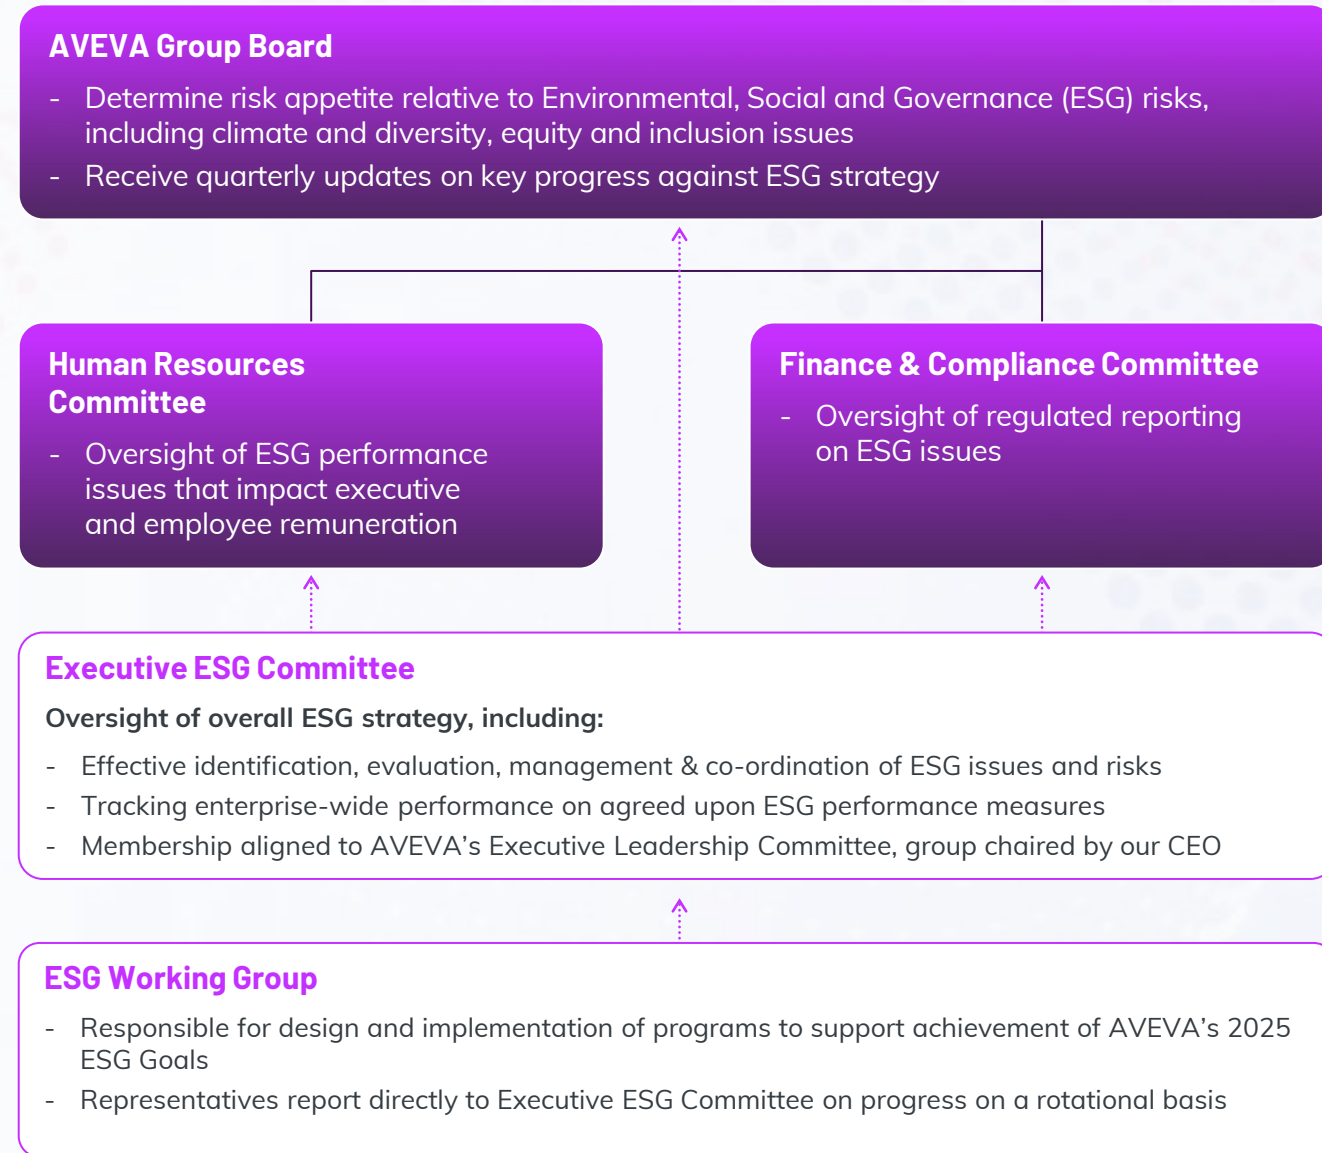 AVEVA Group Board
- Determine risk appetite relative to Environmental, Social and Governance (ESG) risks,
including climate and diversity, equity and inclusion issues
- Receive quarterly updates on key progress against ESG strategy
Human Resources
Committee
- Oversight of ESG performance
issues that impact executive
and employee remuneration
Finance & Compliance Committee
- Oversight of regulated reporting
on ESG issues
Executive ESG Committee
Oversight of overall ESG strategy, including:
- Effective identification, evaluation, management & co-ordination of ESG issues and risks
- Tracking enterprise-wide performance on agreed upon ESG performance measures
- Membership aligned to AVEVA’s Executive Leadership Committee, group chaired by our CEO
ESG Working Group
- Responsible for design and implementation of programs to support achievement of AVEVA’s 2025
ESG Goals
- Representatives report directly to Executive ESG Committee on progress on a rotational basis